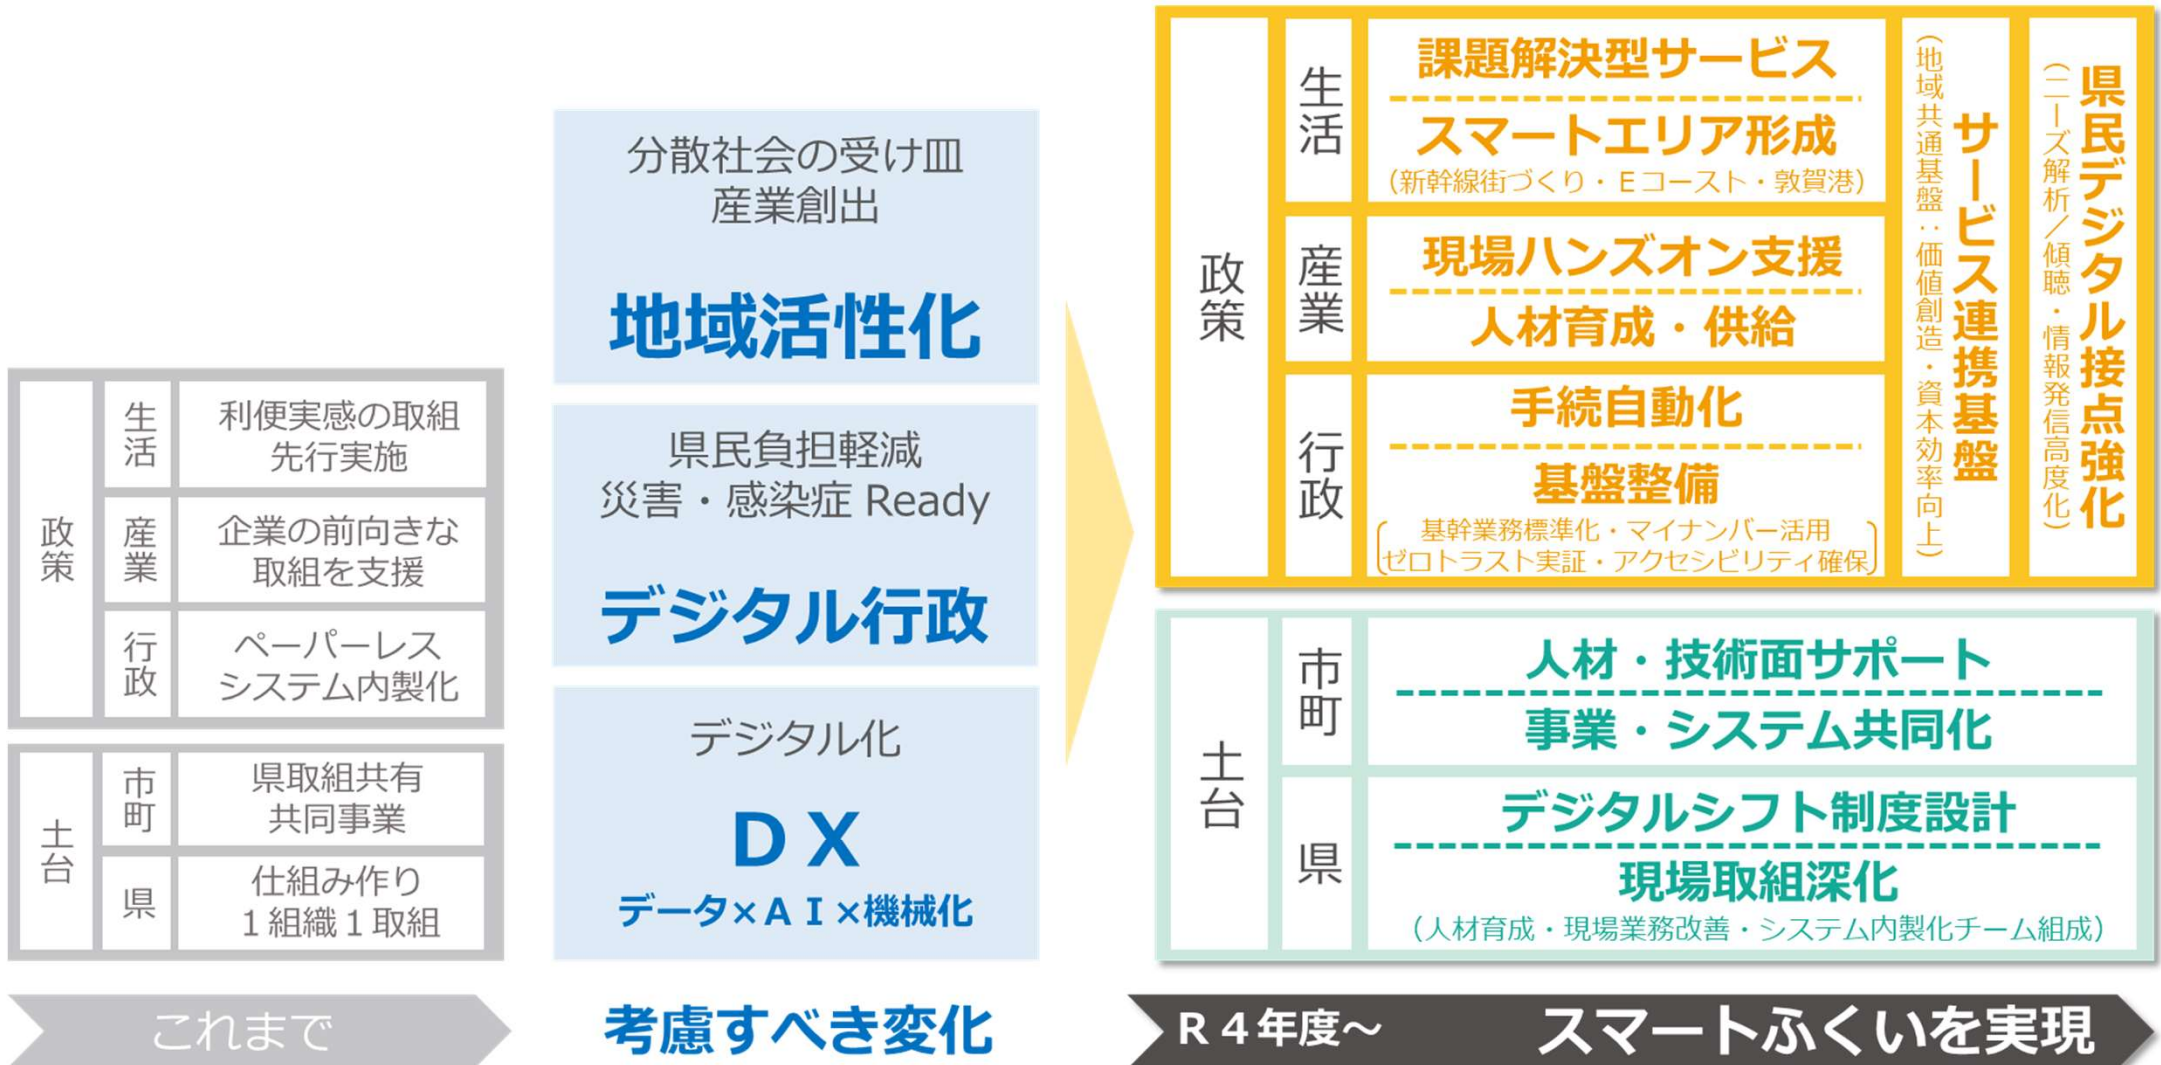 政策
生活
利便実感の取組
先行実施
産業
企業の前向きな
取組を支援
行政
ペーパーレス
システム内製化
土台
市町
県取組共有
共同事業
県
仕組み作り
１組織１取組
これまで
分散社会の受け皿
産業創出
地域活性化
県民負担軽減
災害・感染症 Ready
デジタル行政
デジタル化
ＤＸ
データ×ＡＩ×機械化
考慮すべき変化
政策
生活
課題解決型サービス
スマートエリア形成
（新幹線街づくり・Ｅコースト・敦賀港）
産業
現場ハンズオン支援
人材育成・供給
行政
手続自動化
基盤整備
基幹業務標準化・マイナンバー活用
ゼロトラスト実証・アクセシビリティ確保
サービス連携基盤
（地域共通基盤：価値創造・資本効率向上）
県民デジタル接点強化
（ニーズ解析／傾聴・情報発信高度化）
土台
市町
人材・技術面サポート
事業・システム共同化
県
デジタルシフト制度設計
現場取組深化
（人材育成・現場業務改善・システム内製化チーム組成）
Ｒ４年度～
スマートふくいを実現